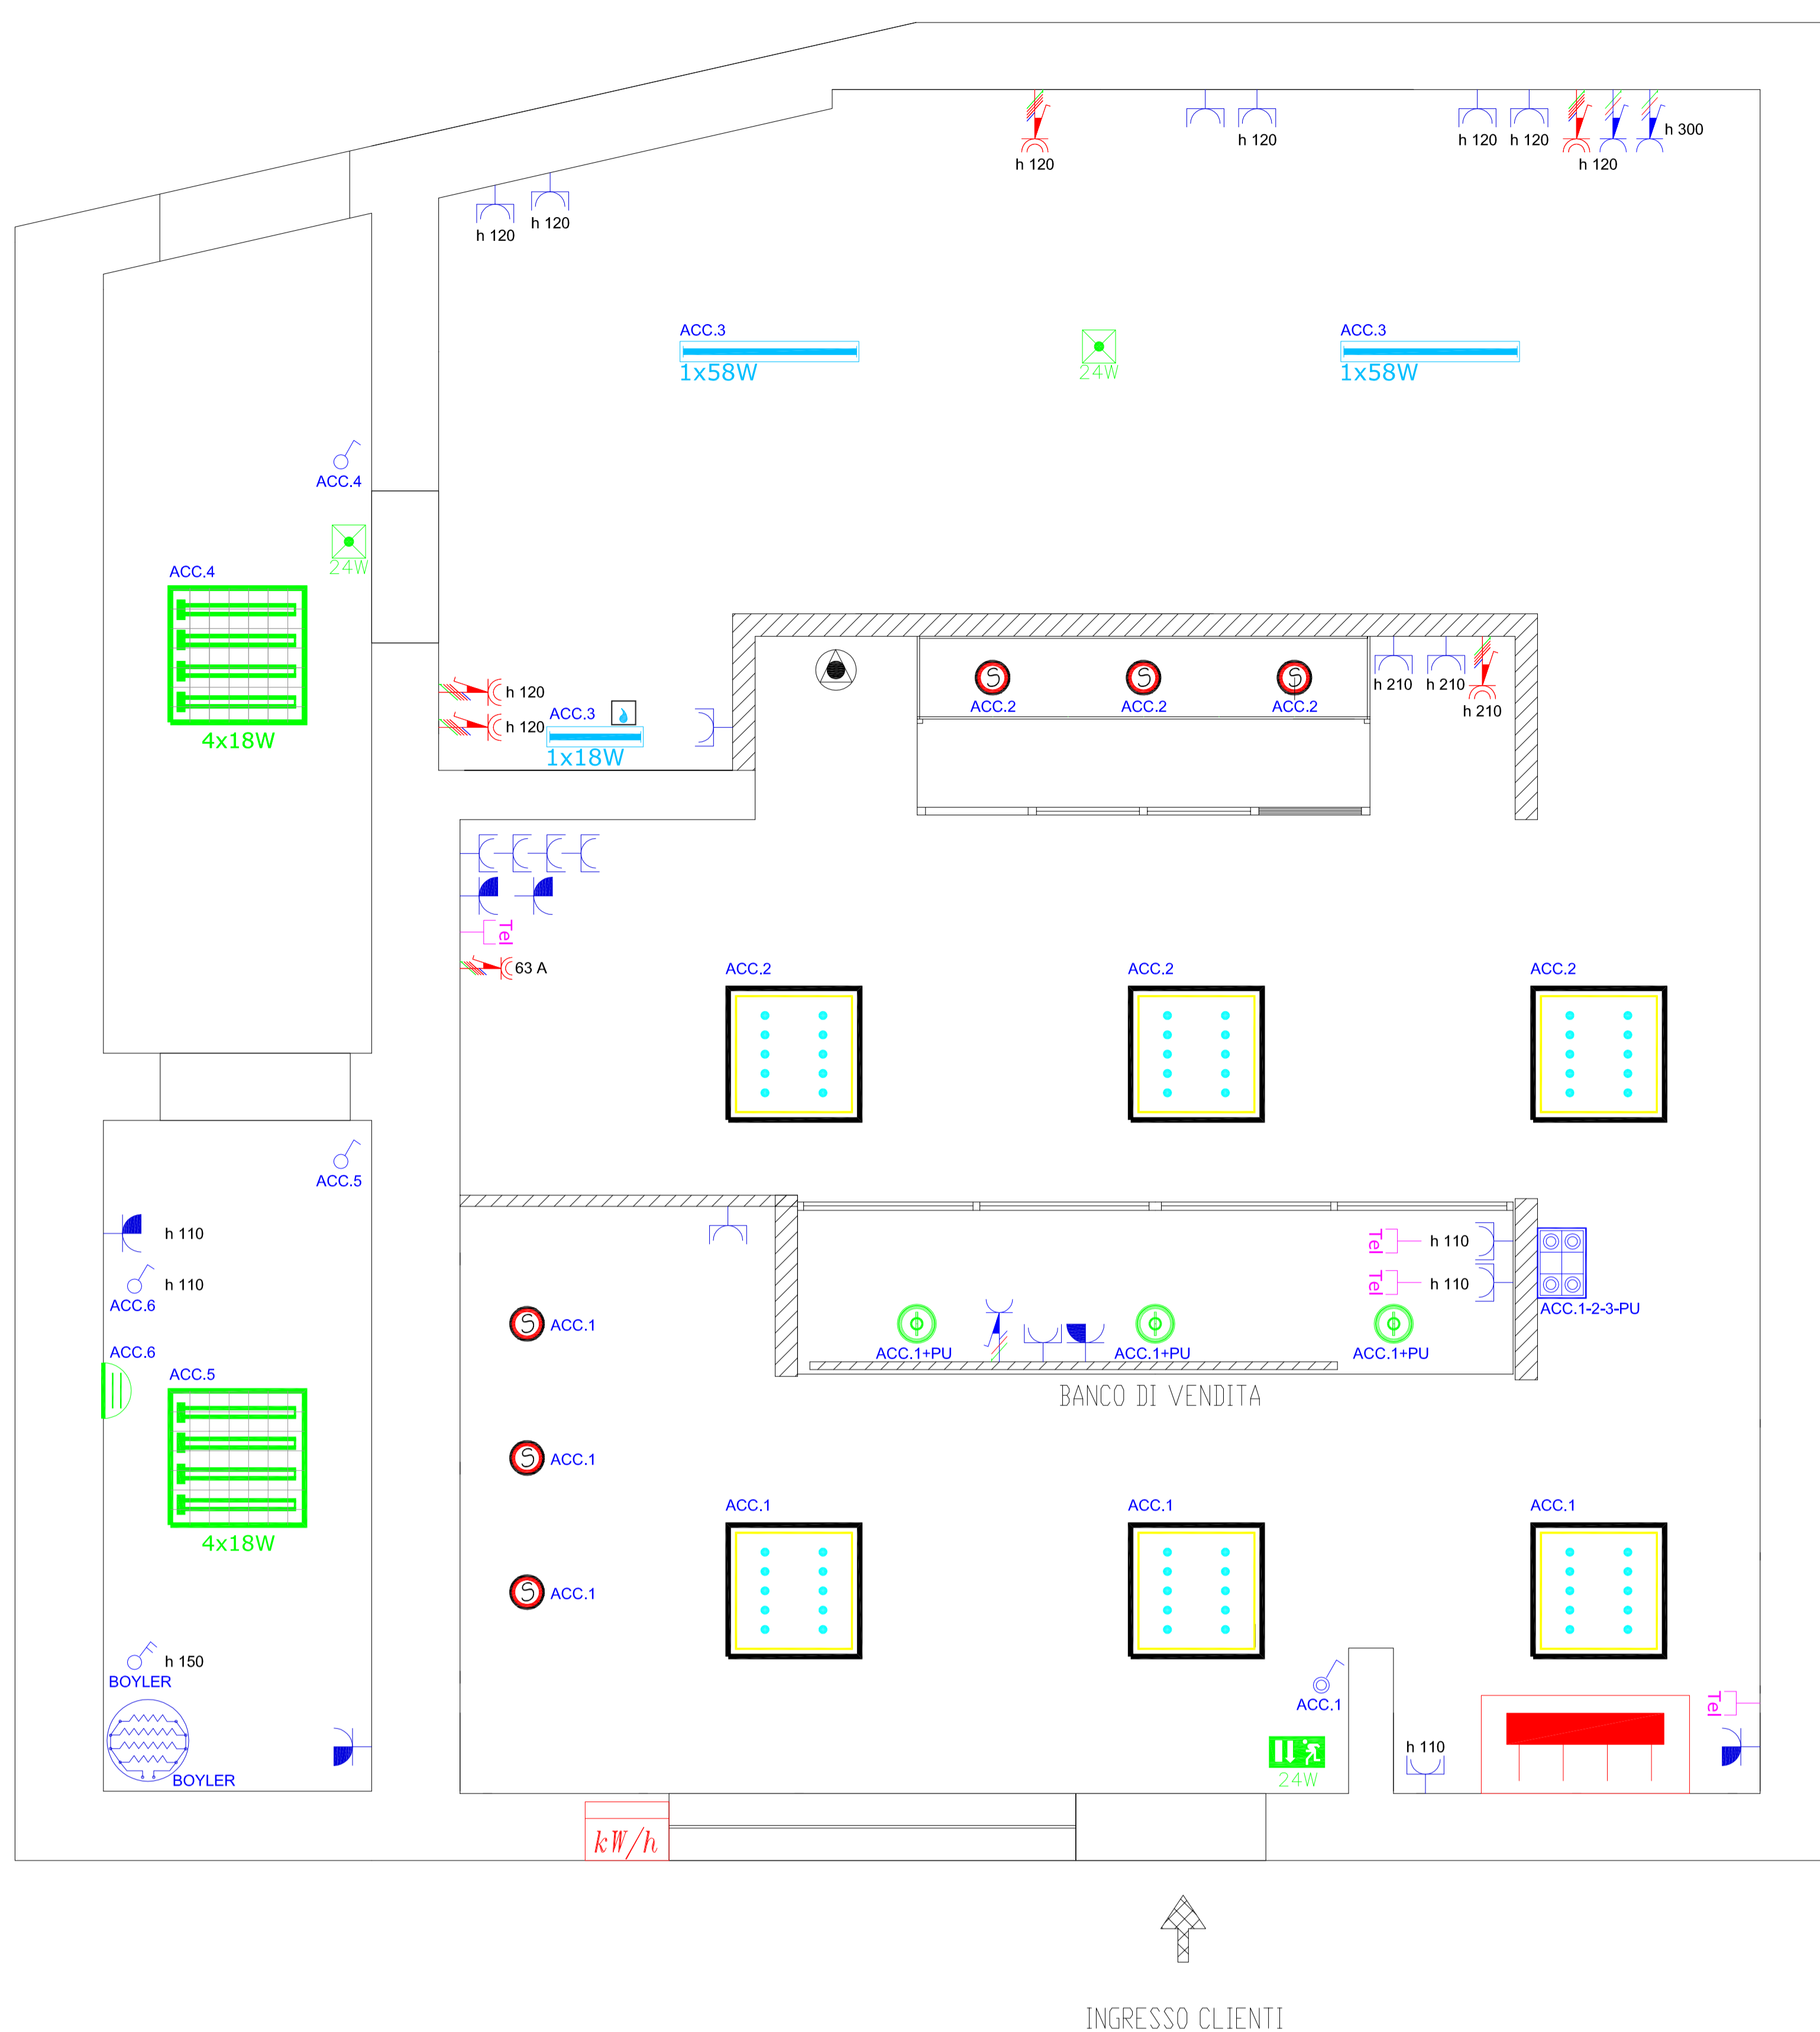 h 300
h 120
h 120
h 120
h 120
h 120
h 120
h 120
ACC.3
ACC.3
1x58W
24W
1x58W
ACC.4
24W
ACC.4
4x18W
h 120
h 120
ACC.3
1x18W
S
S
S
ACC.2
ACC.2
ACC.2
h 210
h 210
h 210
Tel
63 A
ACC.2
ACC.2
ACC.2
ACC.5
h 110
h 110
ACC.6
ACC.6
ACC.5
4x18W
Tel
h 110
Tel
h 110
ACC.1-2-3-PU
S
ACC.1
ACC.1+PU
ACC.1+PU
ACC.1+PU
BANCO DI VENDITA
S
ACC.1
ACC.1
ACC.1
ACC.1
S
ACC.1
h 150
BOYLER
BOYLER
ACC.1
Tel
24W
h 110
kW/h
INGRESSO CLIENTI